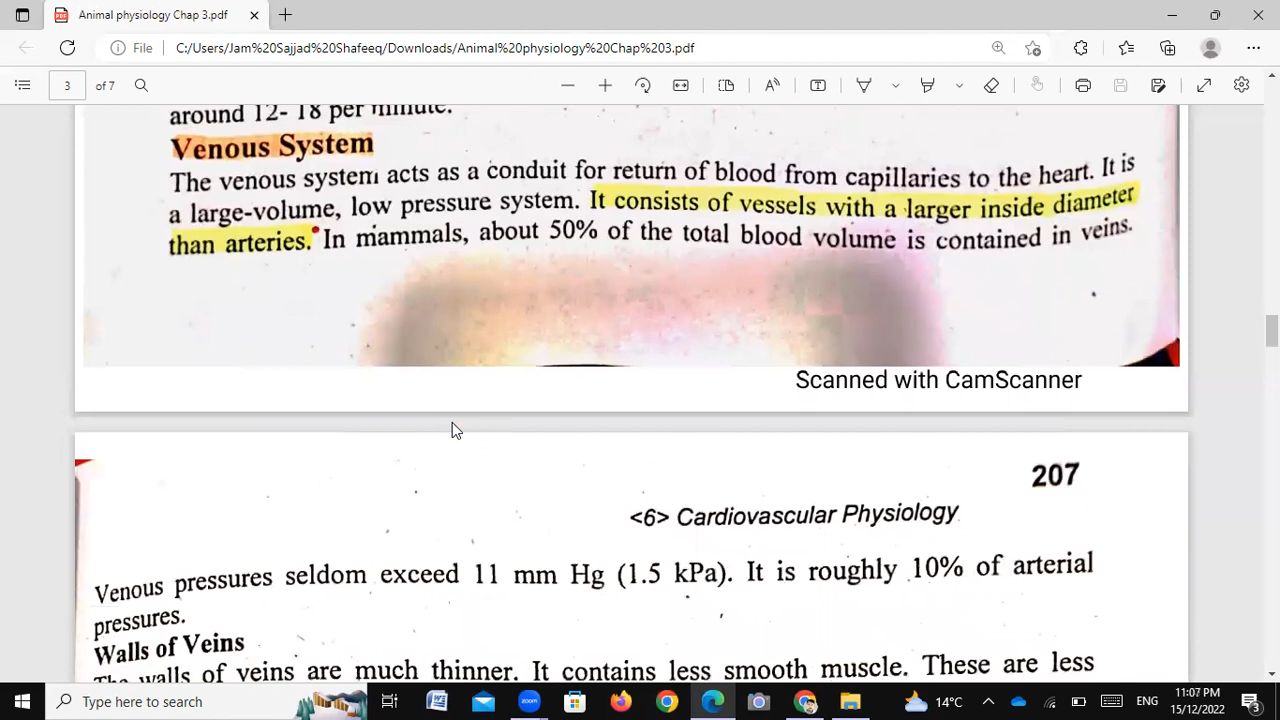 Animal physiology Chap 3.pdf
File
C:/Users/Jam%20Sajjad%20Shafeeq/Downloads/Animal%20physiology%20Chap%203.pdf
3 of 7
around 12- 18 per minute.
Venous System
The venous system acts as a conduit for return of blood from capillaries to the heart. It is
a large-volume, low pressure system. It consists of vessels with a larger inside diameter
than arteries. In mammals, about 50% of the total blood volume is contained in veins.
Scanned with CamScanner
207
<6> Cardiovascular Physiology
Venous pressures seldom exceed 11 mm Hg (1.5 kPa). It is roughly 10% of arterial
pressures.
Walls of Veins
The walls of veins are much thinner. It contains less smooth muscle. These are less
Type here to search
14°C
ENG
11:07 PM
15/12/2022